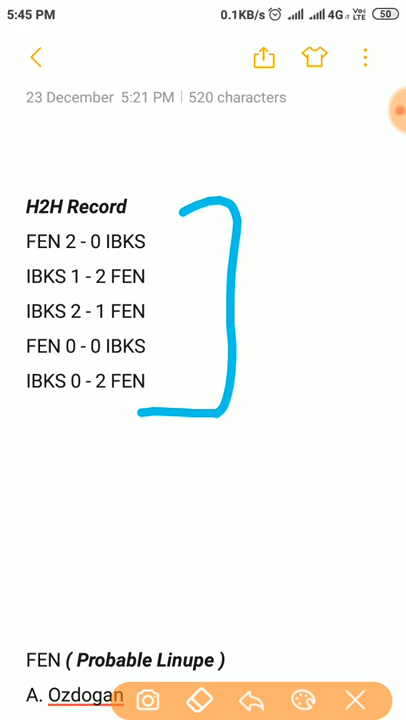 5:45 PM 0.1KB/s 4G Vo LTE 50
23 December 5:21 PM | 520 characters
H2H Record
FEN 2 - 0 IBKS
IBKS 1 - 2 FEN
IBKS 2 - 1 FEN
FEN 0 - 0 IBKS
IBKS 0 - 2 FEN
FEN ( Probable Linupe )
A. Ozdogan